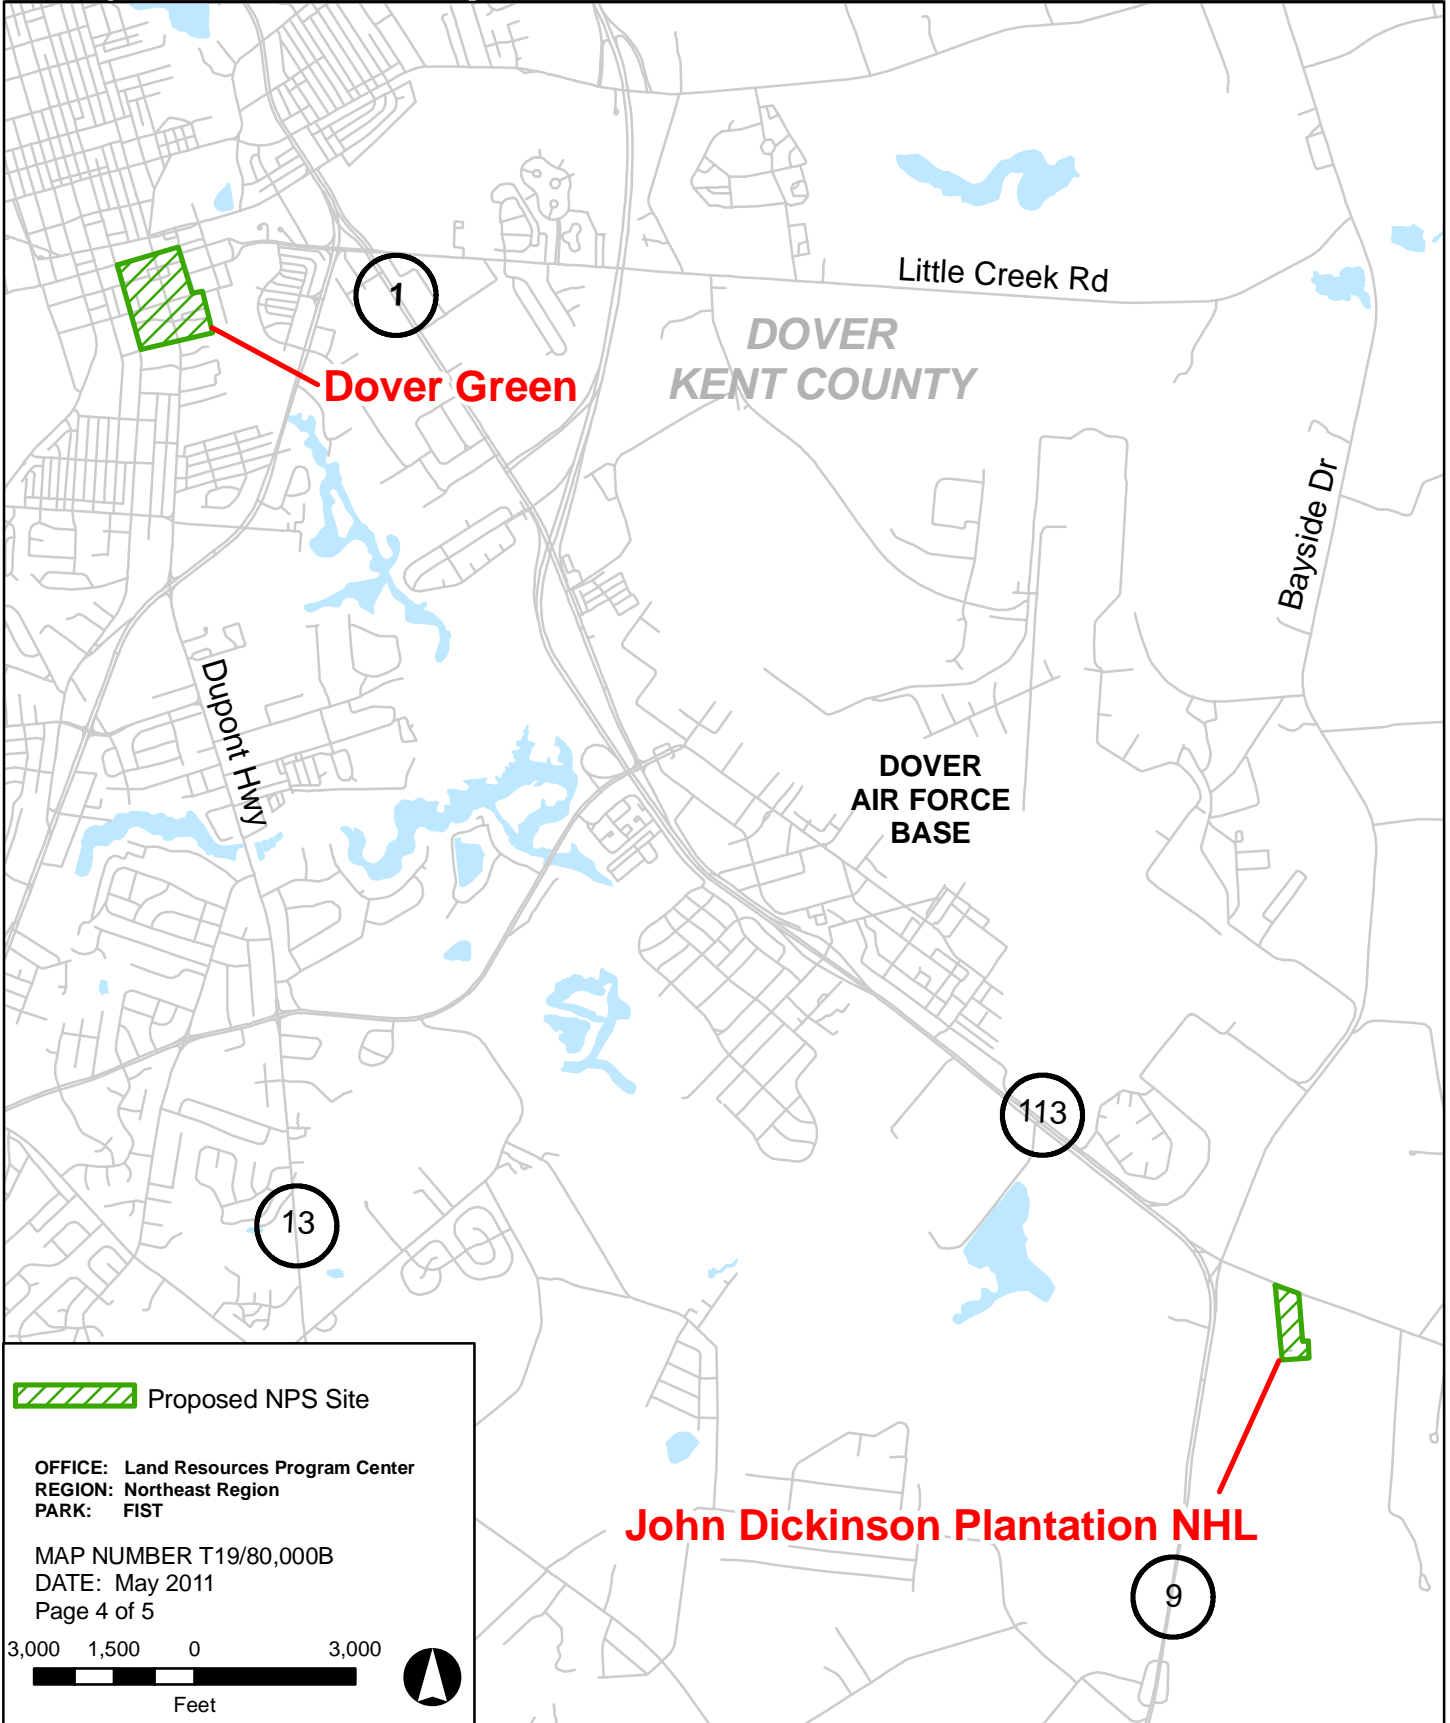 1
Little Creek Rd
DOVER
KENT COUNTY
Dover Green
Bayside Dr
Dupont Hwy
DOVER
AIR FORCE
BASE
113
13
Proposed NPS Site
OFFICE: Land Resources Program Center
REGION: Northeast Region
PARK: FIST
MAP NUMBER T19/80,000B
DATE: May 2011
Page 4 of 5
3,000 1,500 0 3,000
Feet
John Dickinson Plantation NHL
9